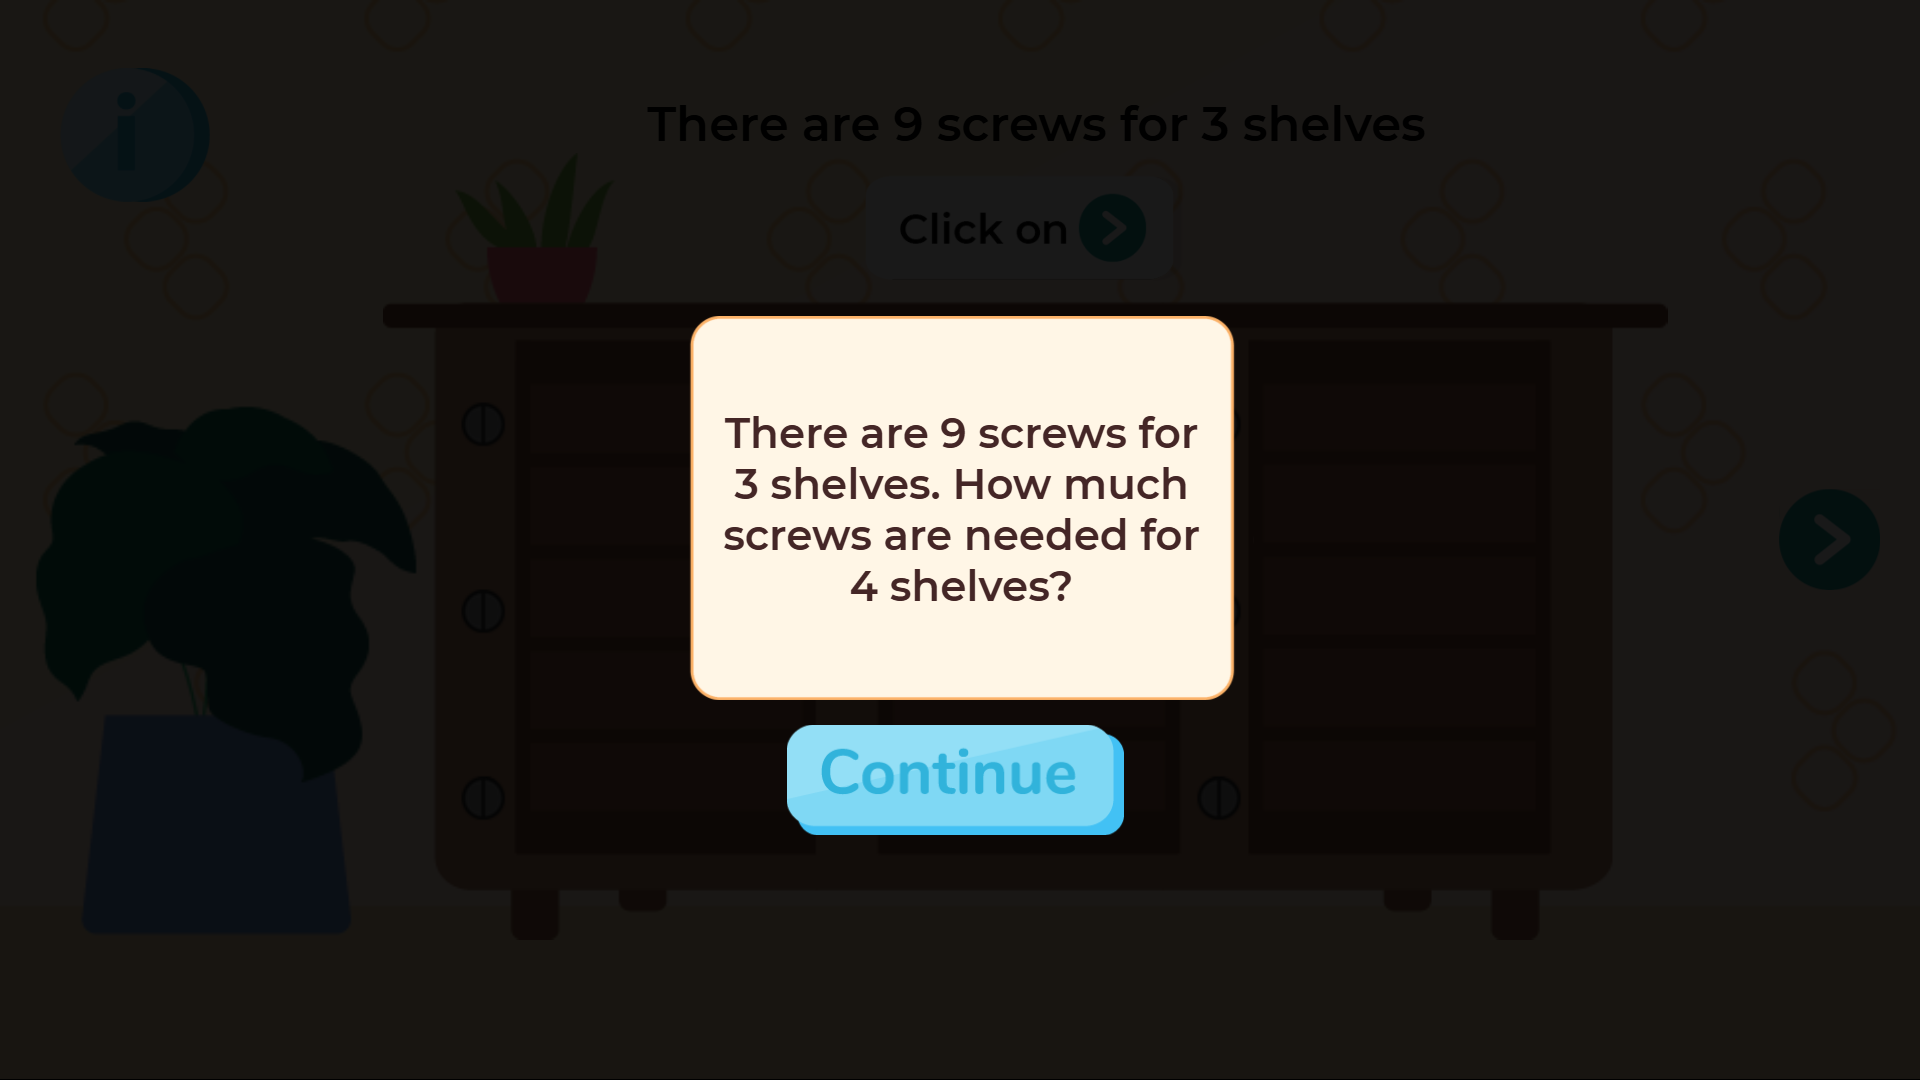 i
There are 9 screws for 3 shelves
Click on
There are 9 screws for
3 shelves. How much
screws are needed for
4 shelves?
Continue